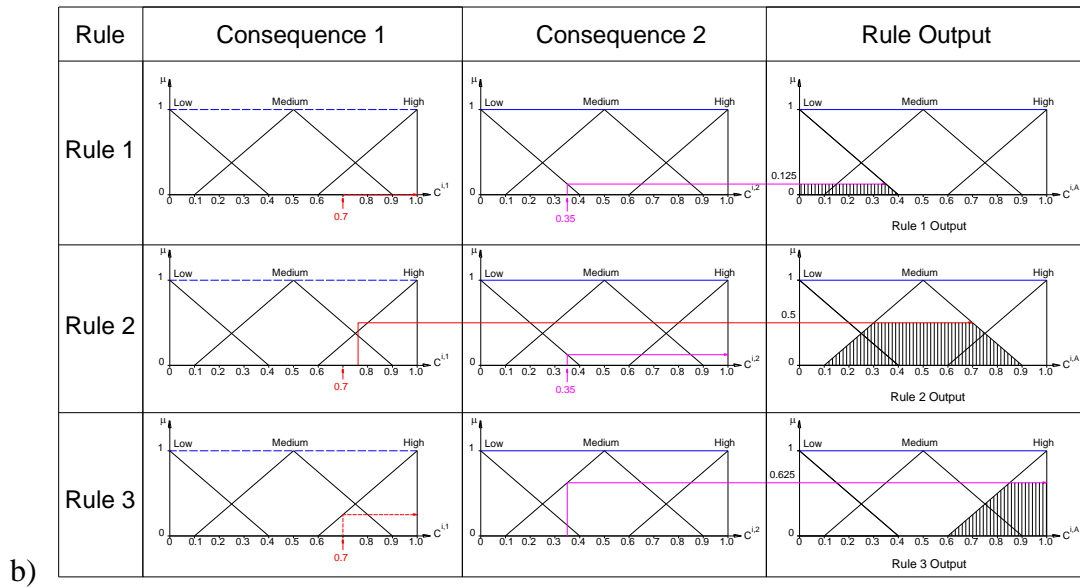 Rule Consequence 1 Consequence 2 Rule Output
Rule 1
μ 1 Low Medium High 0 0 0.1 0.2 0.3 0.4 0.5 0.6 0.7 0.8 0.9 1.0 C^i,1
0.7
μ 1 Low Medium High 0 0 0.1 0.2 0.3 0.4 0.5 0.6 0.7 0.8 0.9 1.0 C^i,2
0.35
μ 1 Low Medium High 0.125 0 0 0.1 0.2 0.3 0.4 0.5 0.6 0.7 0.8 0.9 1.0 C^i,A
Rule 1 Output
Rule 2
μ 1 Low Medium High 0 0 0.1 0.2 0.3 0.4 0.5 0.6 0.7 0.8 0.9 1.0 C^i,1
0.7
μ 1 Low Medium High 0 0 0.1 0.2 0.3 0.4 0.5 0.6 0.7 0.8 0.9 1.0 C^i,2
0.35
μ 1 Low Medium High 0.5 0 0 0.1 0.2 0.3 0.4 0.5 0.6 0.7 0.8 0.9 1.0 C^i,A
Rule 2 Output
Rule 3
μ 1 Low Medium High 0 0 0.1 0.2 0.3 0.4 0.5 0.6 0.7 0.8 0.9 1.0 C^i,1
0.7
μ 1 Low Medium High 0 0 0.1 0.2 0.3 0.4 0.5 0.6 0.7 0.8 0.9 1.0 C^i,2
μ 1 Low Medium High 0.625 0 0 0.1 0.2 0.3 0.4 0.5 0.6 0.7 0.8 0.9 1.0 C^i,A
Rule 3 Output
b)